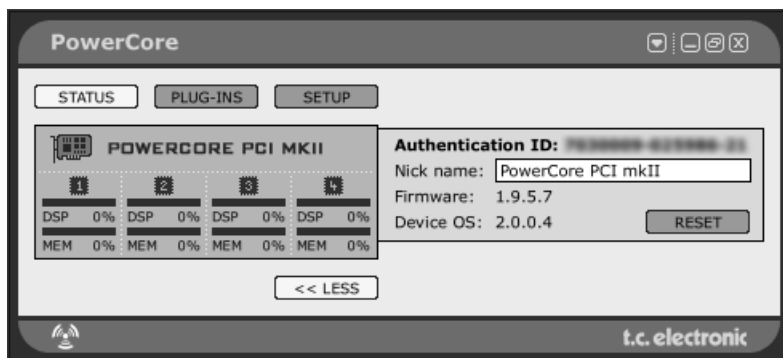 PowerCore
STATUS PLUG-INS SETUP
POWERCORE PCI MKII
1 2 3 4
DSP 0% DSP 0% DSP 0% DSP 0%
MEM 0% MEM 0% MEM 0% MEM 0%
<< LESS
Authentication ID:
Nick name: PowerCore PCI mkII
Firmware: 1.9.5.7
Device OS: 2.0.0.4 RESET
t.c. electronic